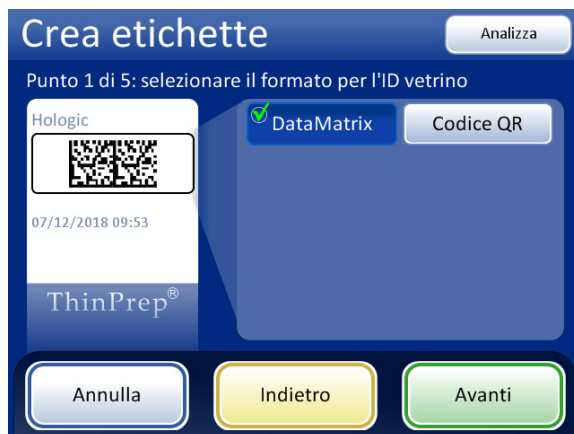 Crea etichette
Analizza
Punto 1 di 5: selezionare il formato per l'ID vetrino
Hologic
DataMatrix
Codice QR
07/12/2018 09:53
ThinPrep®
Annulla
Indietro
Avanti